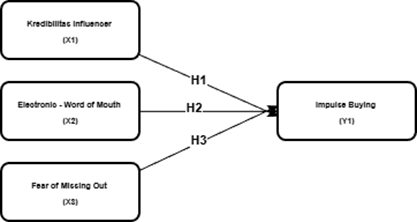 Kredibilitas Influencer
(X1)
H1
Electronic - Word of Mouth
(X2)
H2
Impulse Buying
(Y1)
H3
Fear of Missing Out
(X3)